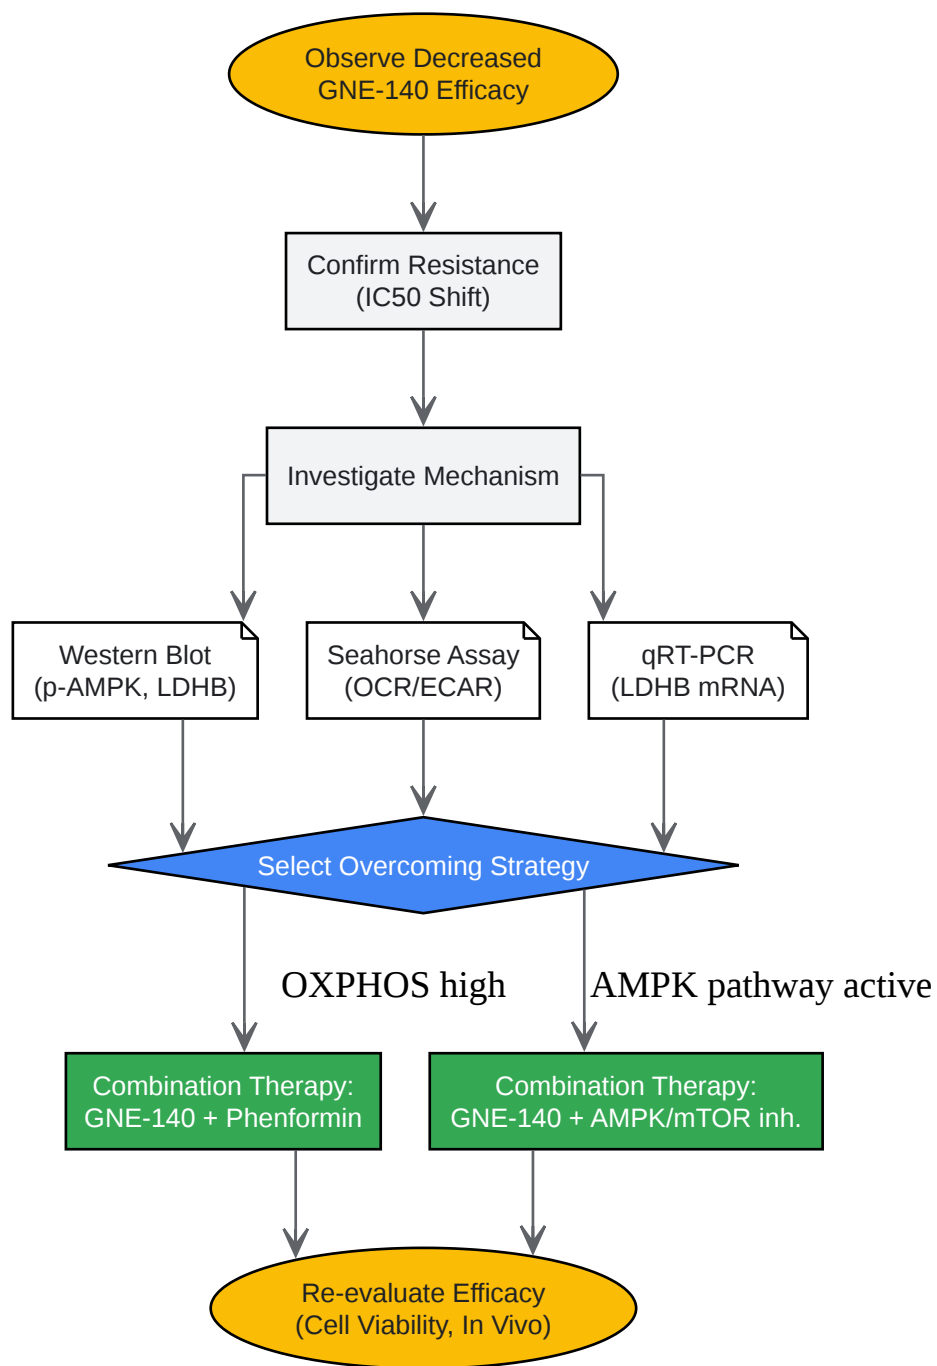 Observe Decreased
GNE-140 Efficacy
Confirm Resistance
(IC50 Shift)
Investigate Mechanism
Western Blot
(p-AMPK, LDHB)
Seahorse Assay
(OCR/ECAR)
qRT-PCR
(LDHB mRNA)
Select Overcoming Strategy
OXPHOS high
AMPK pathway active
Combination Therapy:
GNE-140 + Phenformin
Combination Therapy:
GNE-140 + AMPK/mTOR inh.
Re-evaluate Efficacy
(Cell Viability, In Vivo)